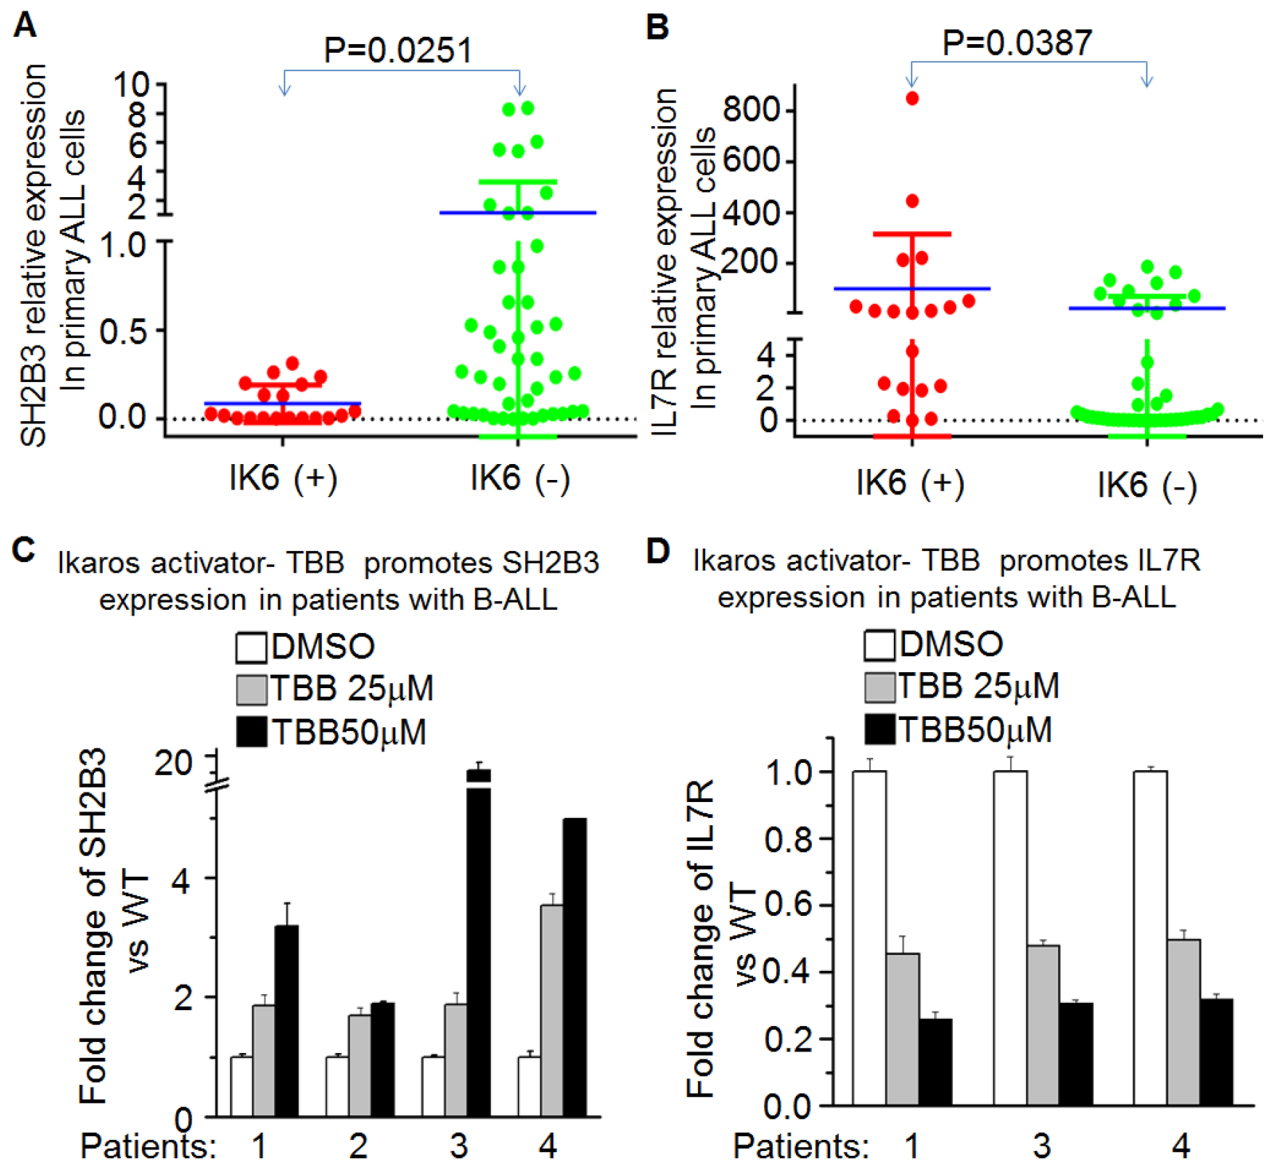 A
P=0.0251
SH2B3 relative expression
In primary ALL cells
10
8
6
4
2
2
1.0
0.5
0.0
IK6 (+)
IK6 (-)
B
P=0.0387
IL7R relative expression
In primary ALL cells
800
600
400
200
4
2
0
IK6 (+)
IK6 (-)
C
Ikaros activator- TBB promotes SH2B3
expression in patients with B-ALL
DMSO
TBB 25μM
TBB50μM
Fold change of SH2B3
vs WT
20
4
2
0
Patients: 1 2 3 4
D
Ikaros activator- TBB promotes IL7R
expression in patients with B-ALL
DMSO
TBB 25μM
TBB50μM
Fold change of IL7R
vs WT
1.0
0.8
0.6
0.4
0.2
0.0
Patients: 1 3 4